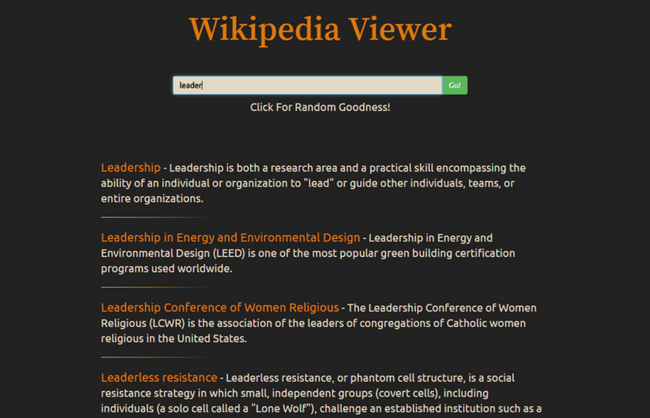 Wikipedia Viewer
leader
Go!
Click For Random Goodness!
Leadership - Leadership is both a research area and a practical skill encompassing the
ability of an individual or organization to "lead" or guide other individuals, teams, or
entire organizations.
Leadership in Energy and Environmental Design - Leadership in Energy and
Environmental Design (LEED) is one of the most popular green building certification
programs used worldwide.
Leadership Conference of Women Religious - The Leadership Conference of Women
Religious (LCWR) is the association of the leaders of congregations of Catholic women
religious in the United States.
Leaderless resistance - Leaderless resistance, or phantom cell structure, is a social
resistance strategy in which small, independent groups (covert cells), including
individuals (a solo cell called a "Lone Wolf"), challenge an established institution such as a